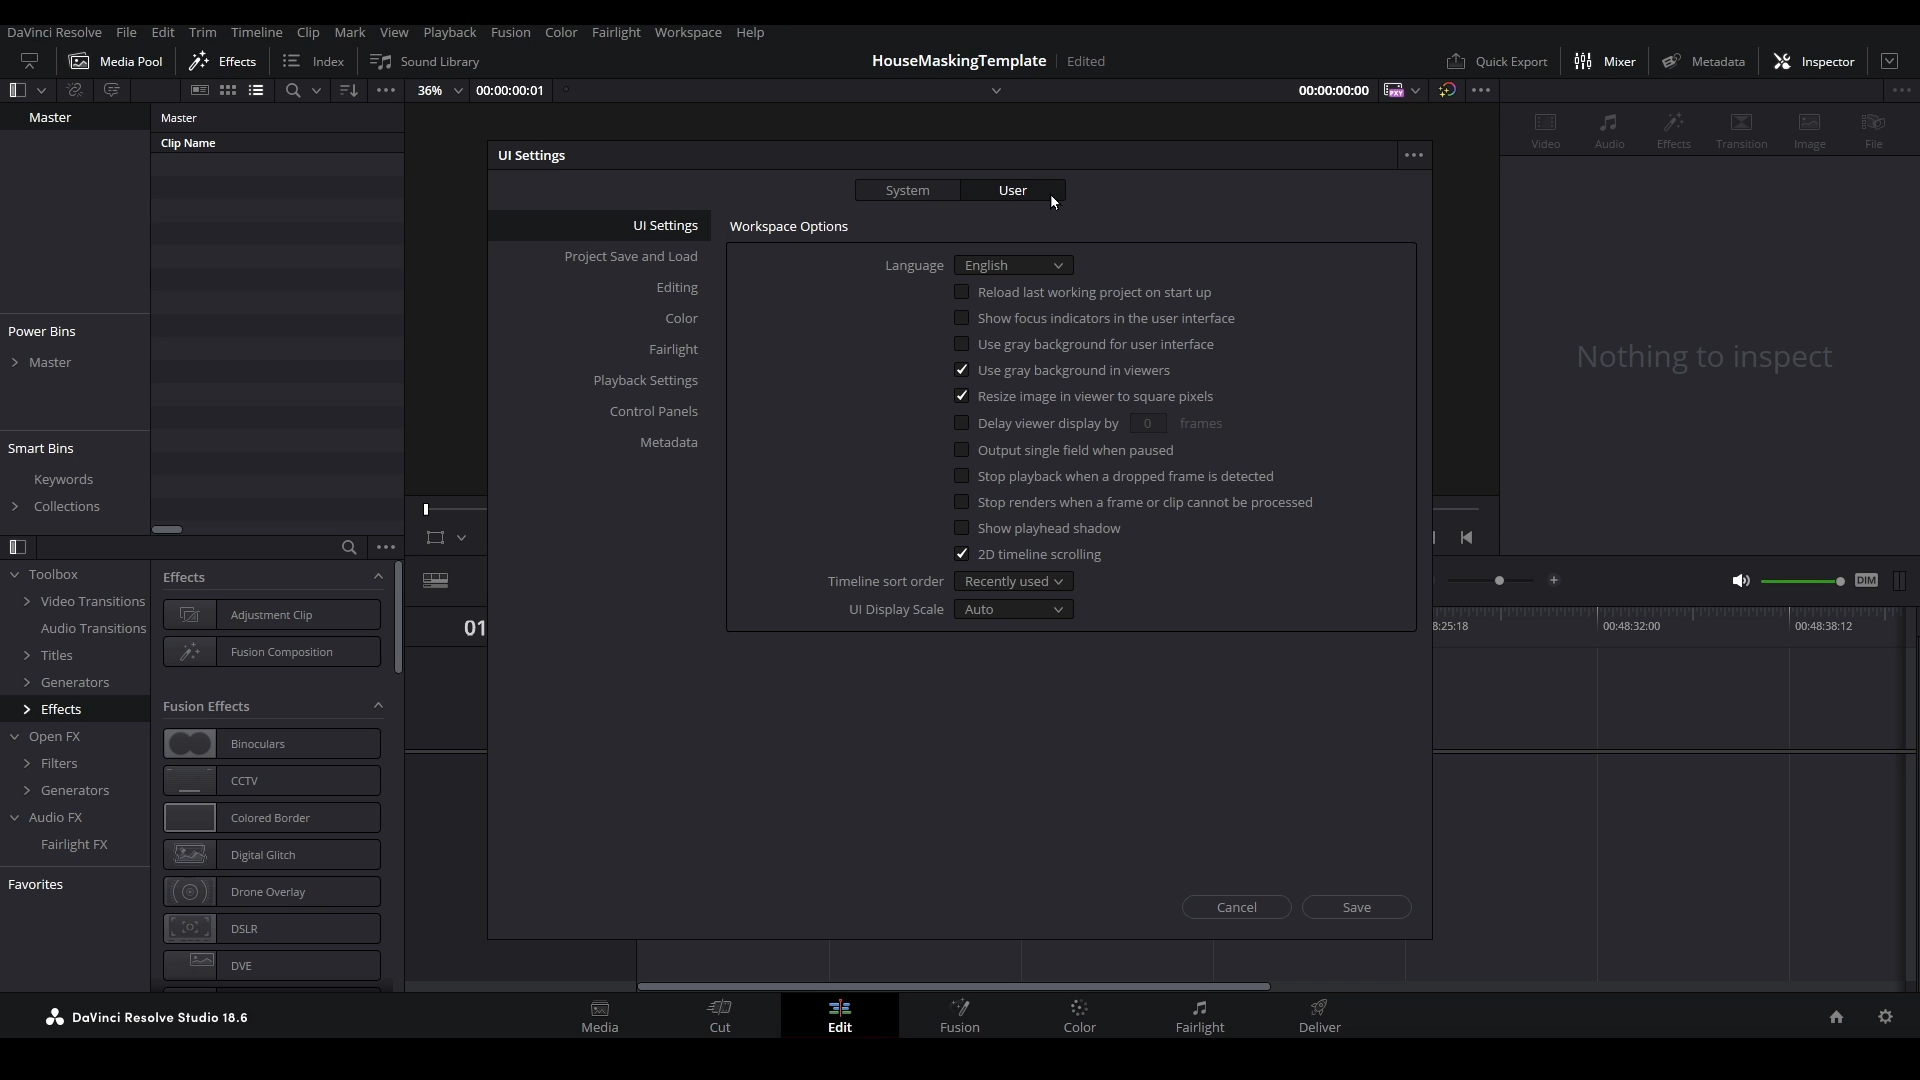 DaVinci Resolve File Edit Trim Timeline Clip Mark View Playback Fusion Color Fairlight Workspace Help
Media Pool Effects Index Sound Library HouseMaskingTemplate Edited Quick Export Mixer Metadata Inspector
36% 00:00:00:01 00:00:00:00 PXY
Master
Master
Clip Name
Power Bins
Master
Smart Bins
Keywords
Collections
Video Audio Effects Transition Image File
Nothing to inspect
UI Settings
System User
UI Settings
Project Save and Load
Editing
Color
Fairlight
Playback Settings
Control Panels
Metadata
Workspace Options
Language English
Reload last working project on start up
Show focus indicators in the user interface
Use gray background for user interface
Use gray background in viewers
Resize image in viewer to square pixels
Delay viewer display by 0 frames
Output single field when paused
Stop playback when a dropped frame is detected
Stop renders when a frame or clip cannot be processed
Show playhead shadow
2D timeline scrolling
Timeline sort order Recently used
UI Display Scale Auto
Cancel Save
Toolbox
Video Transitions
Audio Transitions
Titles
Generators
Effects
Open FX
Filters
Generators
Audio FX
Fairlight FX
Favorites
Effects
Adjustment Clip
Fusion Composition
Fusion Effects
Binoculars
CCTV
Colored Border
Digital Glitch
Drone Overlay
DSLR
DVE
DIM
01
8:25:18 00:48:32:00 00:48:38:12
DaVinci Resolve Studio 18.6
Media Cut Edit Fusion Color Fairlight Deliver